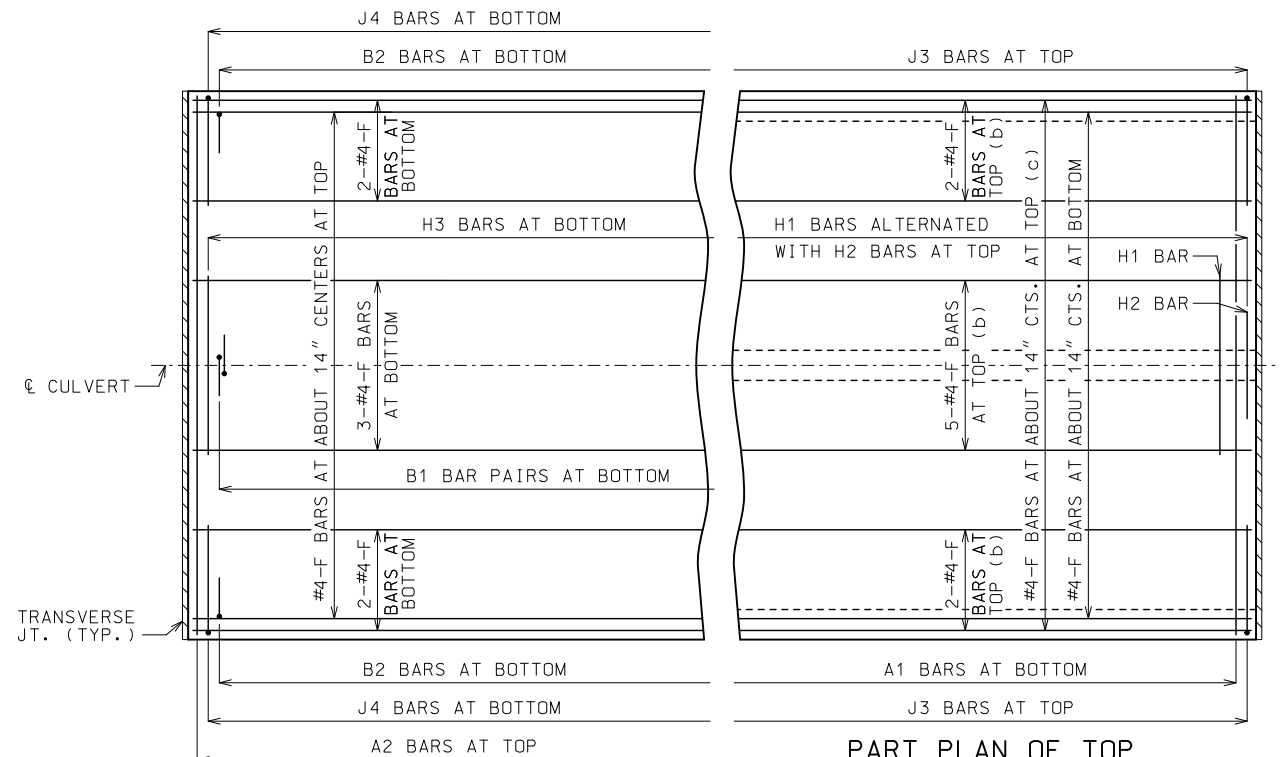 J4 BARS AT BOTTOM
B2 BARS AT BOTTOM
J3 BARS AT TOP
#4-F BARS AT ABOUT 14" CENTERS AT TOP
2-#4-F
BARS AT
BOTTOM
2-#4-F
BARS AT
TOP (b)
#4-F BARS AT ABOUT 14" CTS. AT TOP (c)
#4-F BARS AT ABOUT 14" CTS. AT BOTTOM
H3 BARS AT BOTTOM
H1 BARS ALTERNATED
WITH H2 BARS AT TOP
H1 BAR
H2 BAR
3-#4-F BARS
AT BOTTOM
5-#4-F BARS
AT TOP (b)
℄ CULVERT
B1 BAR PAIRS AT BOTTOM
2-#4-F
BARS AT
BOTTOM
2-#4-F
BARS AT
TOP (b)
TRANSVERSE
JT. (TYP.)
B2 BARS AT BOTTOM
A1 BARS AT BOTTOM
J4 BARS AT BOTTOM
J3 BARS AT TOP
A2 BARS AT TOP
PART PLAN OF TOP